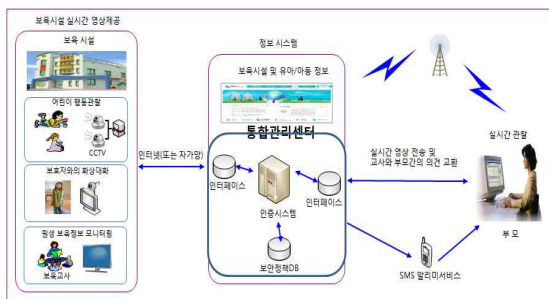 보육시설 실시간 영상제공
보육 시설
어린이 행동관찰
CCTV
보호자와의 화상대화
원생 보육정보 모니터링
보육교사
인터넷(또는 자가망)
정보 시스템
보육시설 및 유아/아동 정보
통합관리센터
인터페이스
인증시스템
인터페이스
보안정책DB
실시간 영상 전송 및
교사와 부모간의 의견 교환
SMS 알리미서비스
실시간 관찰
부 모